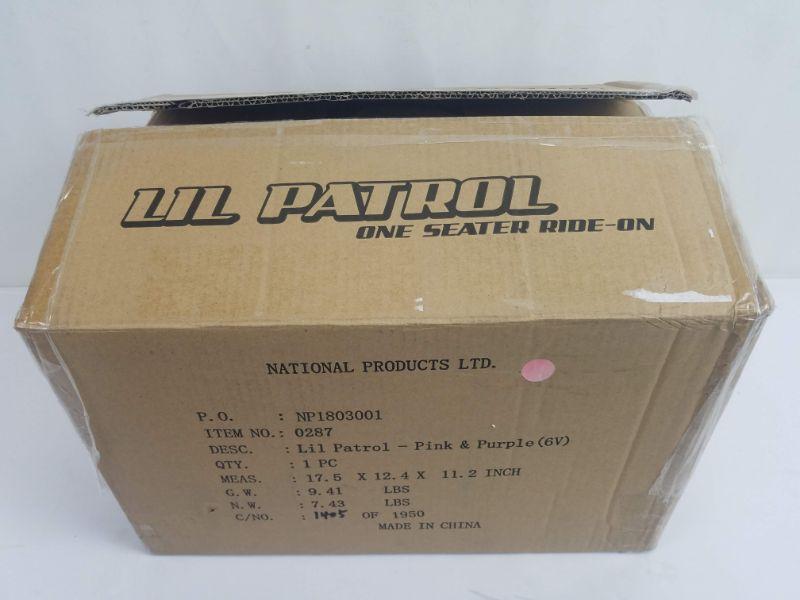 LIL PATROL
ONE SEATER RIDE-ON
NATIONAL PRODUCTS LTD.
P.O. : NP1803001
ITEM NO.: 0287
DESC. : Lil Patrol - Pink & Purple(6V)
QTY. : 1 PC
MEAS. : 17.5 X 12.4 X 11.2 INCH
G.W. : 9.41 LBS
N.W. : 7.43 LBS
C/NO. : 1405 OF 1950
MADE IN CHINA